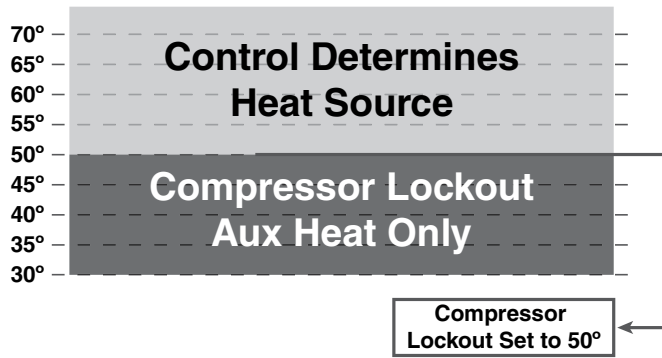 70º
65º
60º
55º
50º
45º
40º
35º
30º
Control Determines
Heat Source
Compressor Lockout
Aux Heat Only
Compressor
Lockout Set to 50º